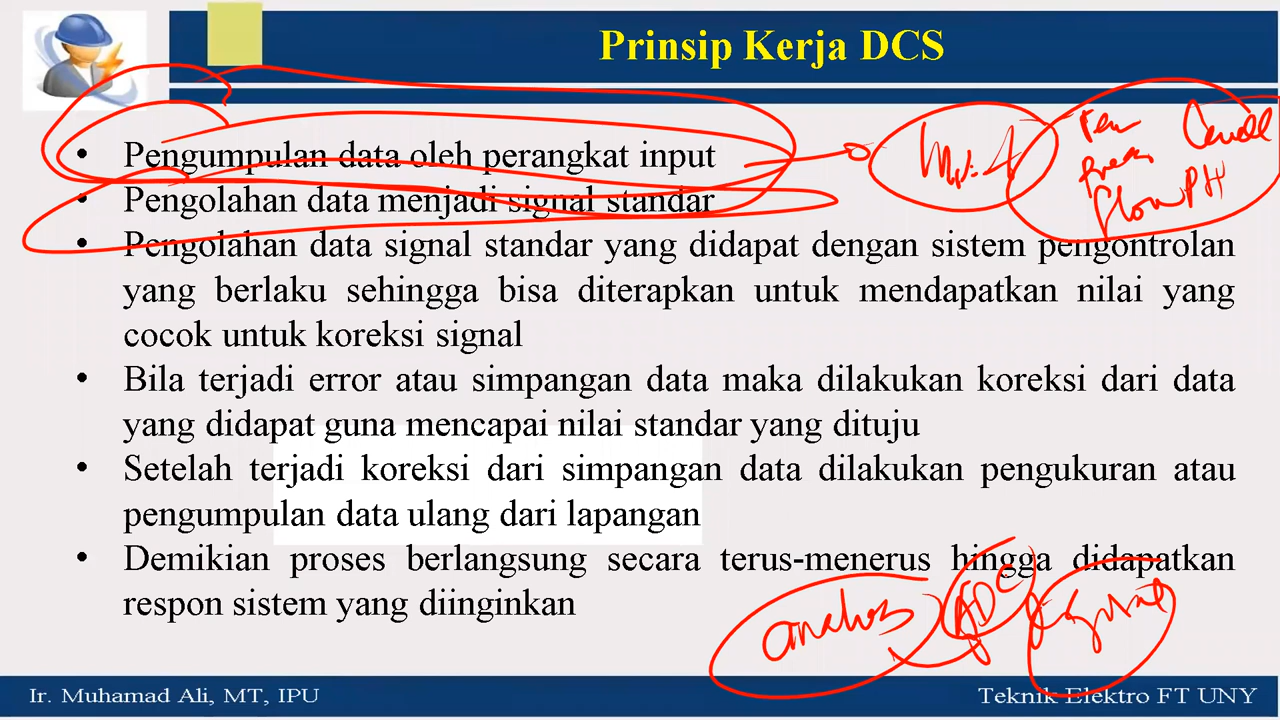 Prinsip Kerja DCS
• Pengumpulan data oleh perangkat input
• Pengolahan data menjadi signal standar
• Pengolahan data signal standar yang didapat dengan sistem pengontrolan
yang berlaku sehingga bisa diterapkan untuk mendapatkan nilai yang
cocok untuk koreksi signal
• Bila terjadi error atau simpangan data maka dilakukan koreksi dari data
yang didapat guna mencapai nilai standar yang dituju
• Setelah terjadi koreksi dari simpangan data dilakukan pengukuran atau
pengumpulan data ulang dari lapangan
• Demikian proses berlangsung secara terus-menerus hingga didapatkan
respon sistem yang diinginkan
Flow PH
analog ADC
Ir. Muhamad Ali, MT, IPU
Teknik Elektro FT UNY